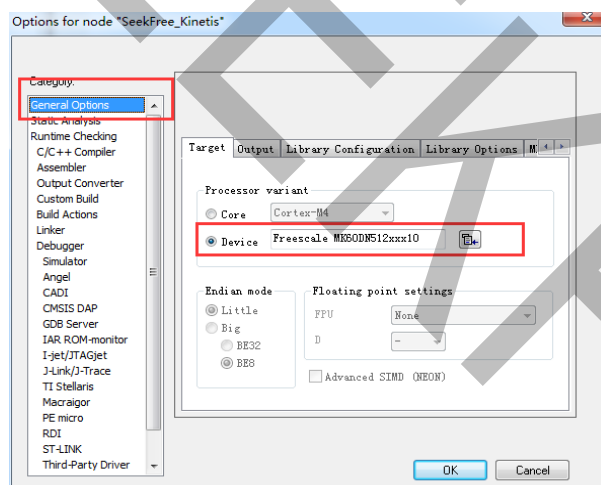 Options for node "SeekFree_Kinetis"
Category:
General Options
Static Analysis
Runtime Checking
C/C++ Compiler
Assembler
Output Converter
Custom Build
Build Actions
Linker
Debugger
Simulator
Angel
CADI
CMSIS DAP
GDB Server
IAR ROM-monitor
I-jet/JTAGjet
J-Link/J-Trace
TI Stellaris
Macraigor
PE micro
RDI
ST-LINK
Third-Party Driver
Target Output Library Configuration Library Options M
Processor variant
Core Cortex-M4
Device Freescale MK60DN512xxx10
Endian mode
Little
Big
BE32
BE8
Floating point settings
FPU None
D -
Advanced SIMD (NEON)
OK Cancel